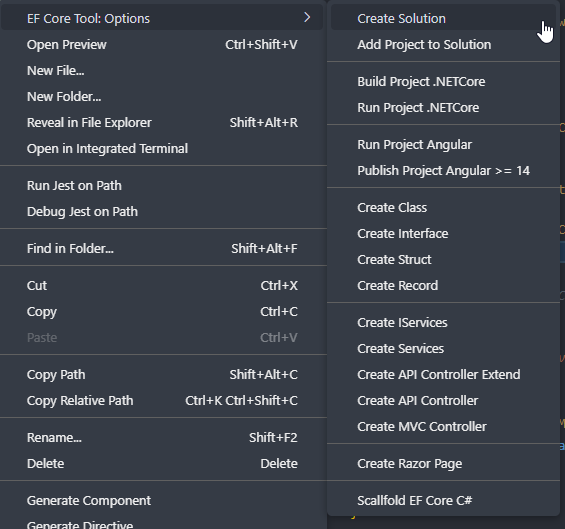 EF Core Tool: Options
Open Preview Ctrl+Shift+V
New File...
New Folder...
Reveal in File Explorer Shift+Alt+R
Open in Integrated Terminal
Run Jest on Path
Debug Jest on Path
Find in Folder... Shift+Alt+F
Cut Ctrl+X
Copy Ctrl+C
Paste Ctrl+V
Copy Path Shift+Alt+C
Copy Relative Path Ctrl+K Ctrl+Shift+C
Rename... Shift+F2
Delete Delete
Generate Component
Generate Directive
Create Solution
Add Project to Solution
Build Project .NETCore
Run Project .NETCore
Run Project Angular
Publish Project Angular >= 14
Create Class
Create Interface
Create Struct
Create Record
Create IServices
Create Services
Create API Controller Extend
Create API Controller
Create MVC Controller
Create Razor Page
Scallfold EF Core C#